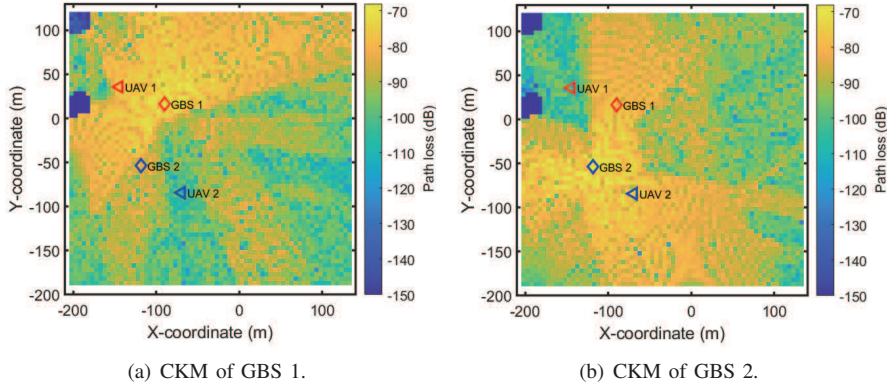 100
50
0
-50
-100
-150
-200
-200
-100
0
100
Y-coordinate (m)
X-coordinate (m)
UAV 1
GBS 1
GBS 2
UAV 2
-70
-80
-90
-100
-110
-120
-130
-140
-150
Path loss (dB)
(a) CKM of GBS 1.
100
50
0
-50
-100
-150
-200
-200
-100
0
100
Y-coordinate (m)
X-coordinate (m)
UAV 1
GBS 1
GBS 2
UAV 2
-70
-80
-90
-100
-110
-120
-130
-140
-150
Path loss (dB)
(b) CKM of GBS 2.